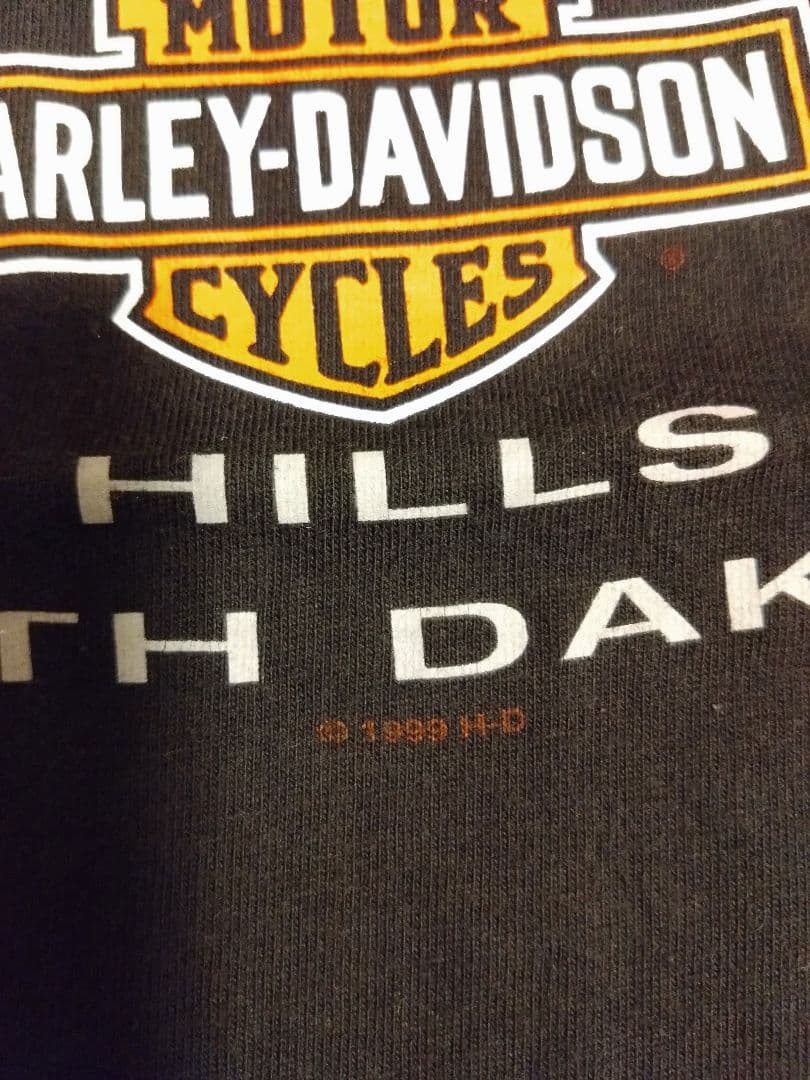 MOTOR
ARLEY-DAVIDSON
CYCLES
HILLS
TH DAK
© 1999 H-D